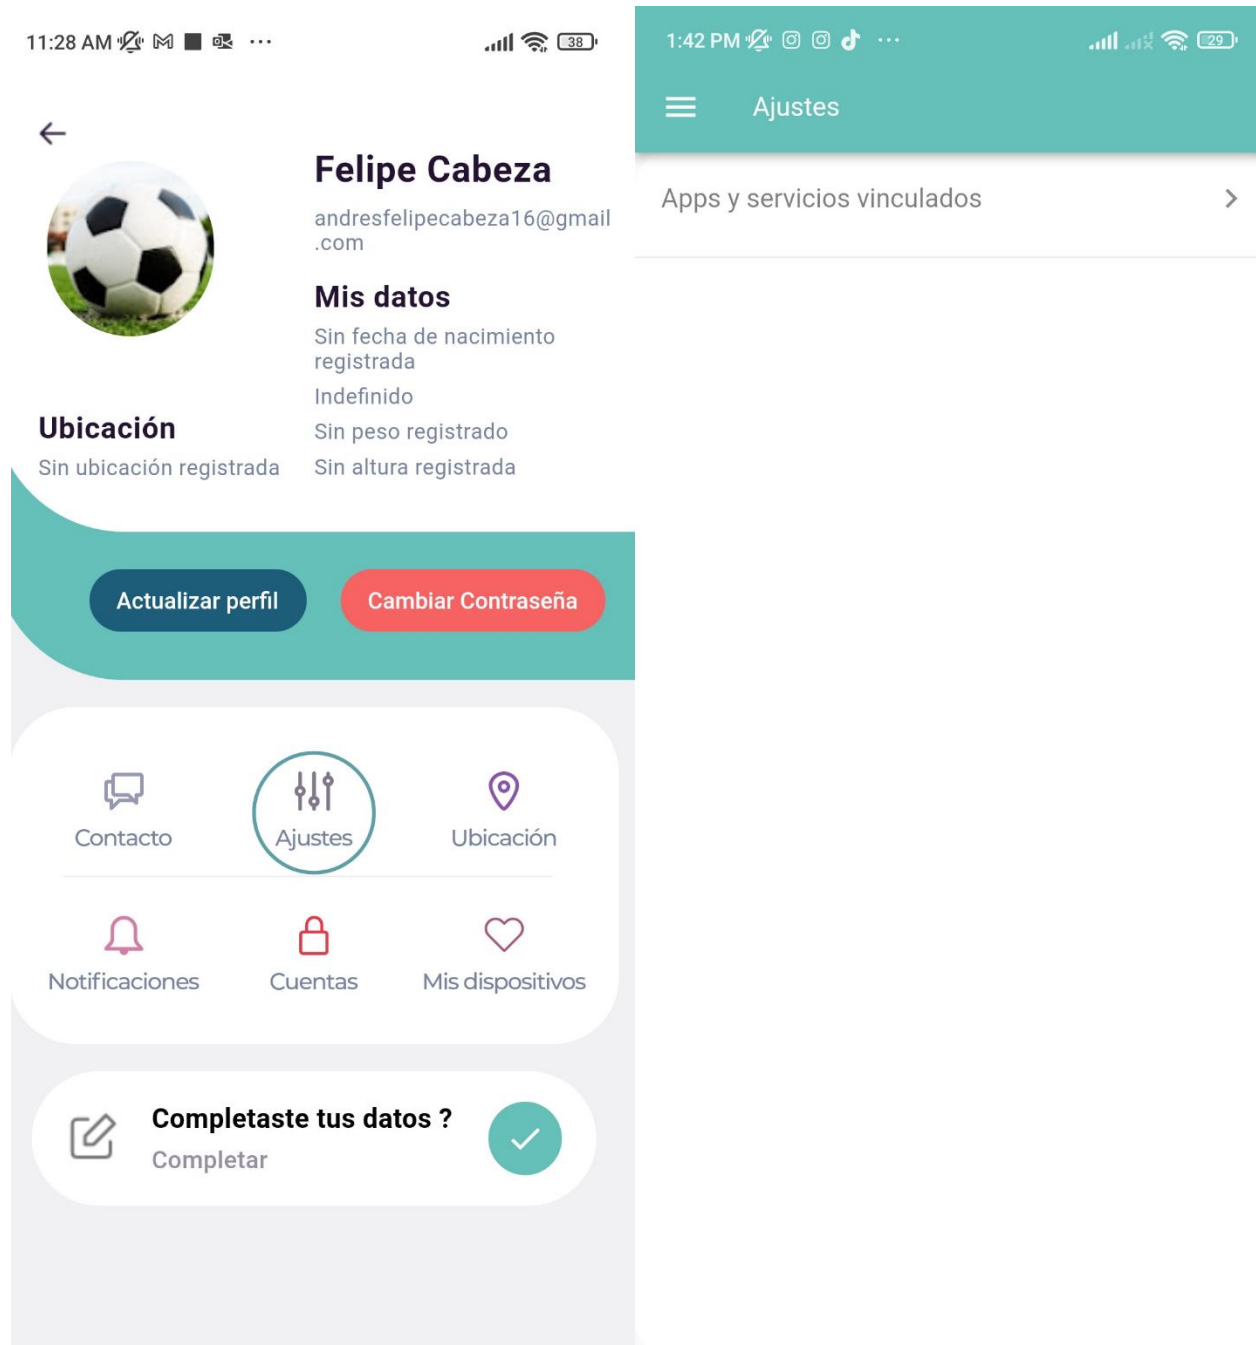 11:28 AM
38
Felipe Cabeza
andresfelipecabeza16@gmail
.com
Mis datos
Sin fecha de nacimiento
registrada
Indefinido
Sin peso registrado
Sin altura registrada
Ubicación
Sin ubicación registrada
Actualizar perfil
Cambiar Contraseña
Contacto
Ajustes
Ubicación
Notificaciones
Cuentas
Mis dispositivos
Completaste tus datos ?
Completar
1:42 PM
29
Ajustes
Apps y servicios vinculados